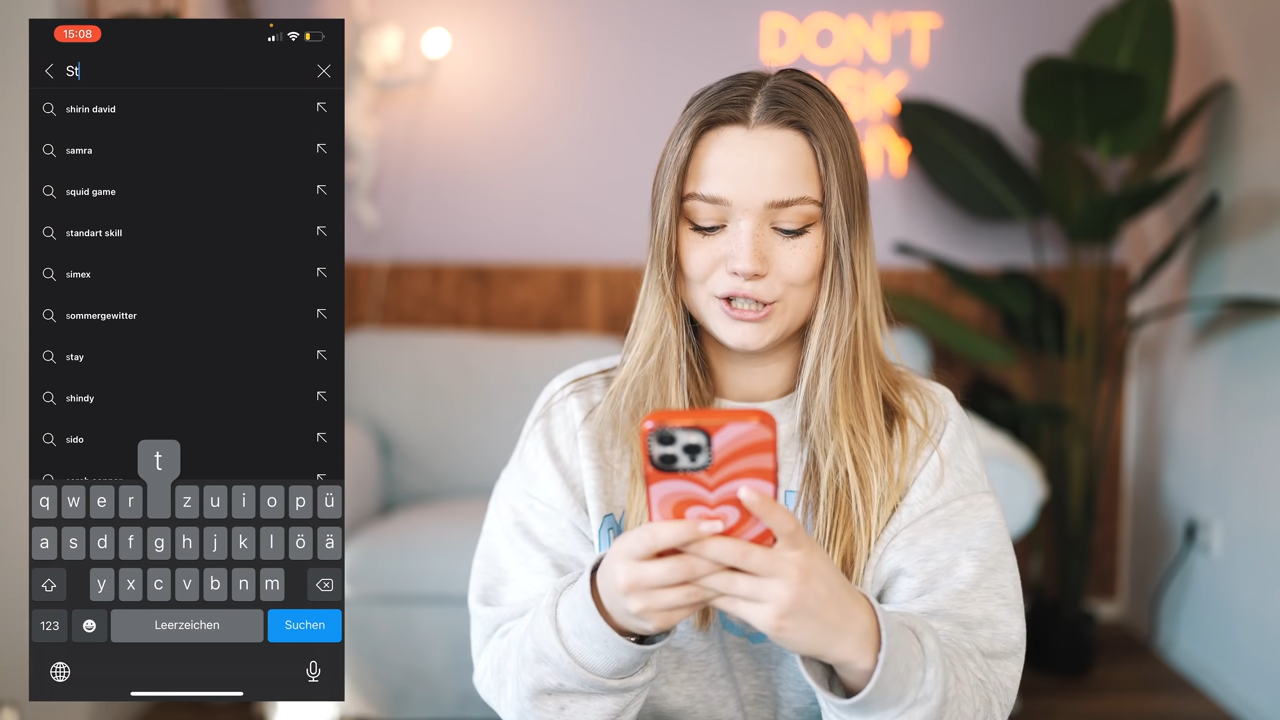 15:08
St
shirin david
samra
squid game
standart skill
simex
sommergewitter
stay
shindy
sido
t
q w e r z u i o p ü
a s d f g h j k l ö ä
y x c v b n m
123 Leerzeichen Suchen
DON'T